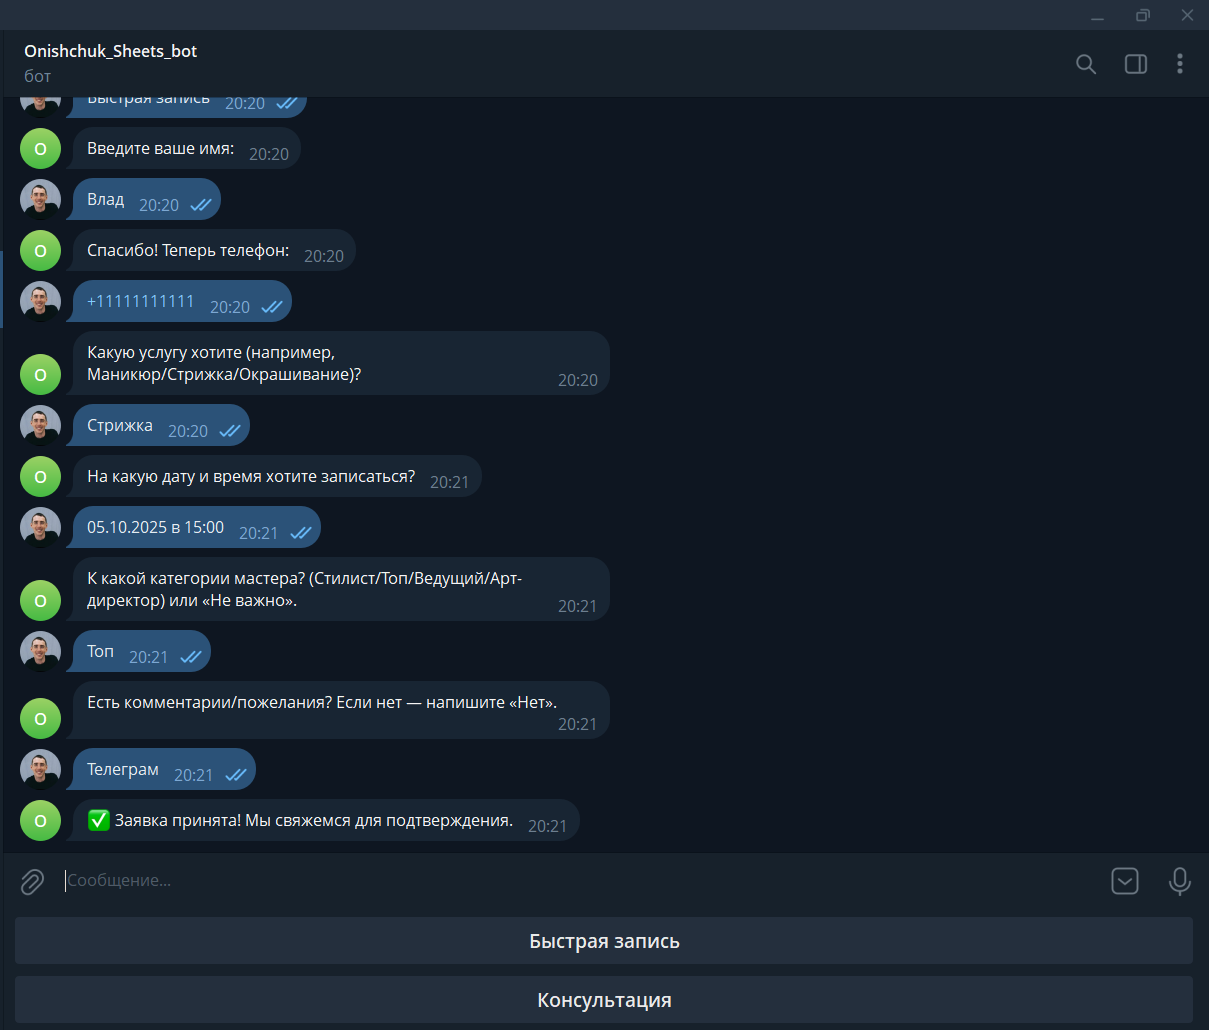 Onishchuk_Sheets_bot
бот
Быстрая запись 20:20
О
Введите ваше имя: 20:20
Влад 20:20
О
Спасибо! Теперь телефон: 20:20
+11111111111 20:20
Какую услугу хотите (например,
О
Маникюр/Стрижка/Окрашивание)? 20:20
Стрижка 20:20
О
На какую дату и время хотите записаться? 20:21
05.10.2025 в 15:00 20:21
К какой категории мастера? (Стилист/Топ/Ведущий/Арт-
О
директор) или «Не важно». 20:21
Топ 20:21
Есть комментарии/пожелания? Если нет — напишите «Нет».
О
20:21
Телеграм 20:21
О
✅ Заявка принята! Мы свяжемся для подтверждения. 20:21
Сообщение...
Быстрая запись
Консультация